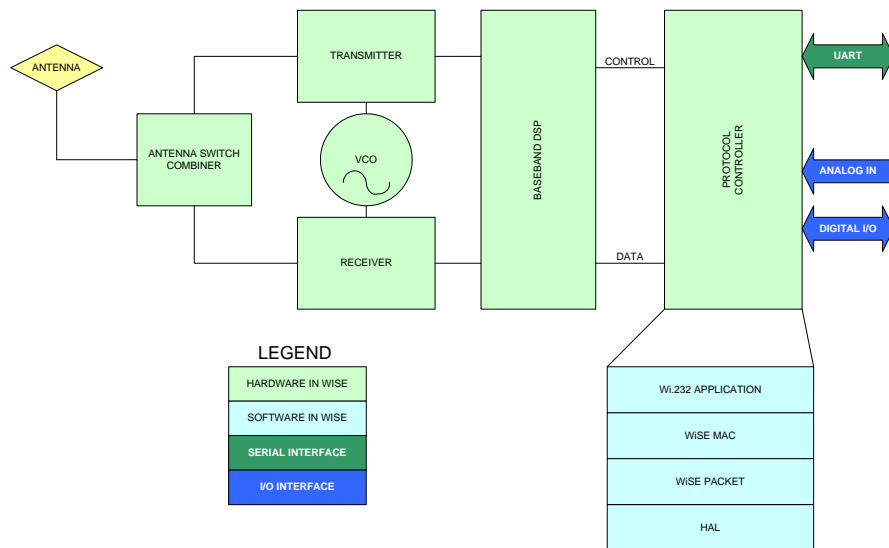 ANTENNA
ANTENNA SWITCH
COMBINER
TRANSMITTER
VCO
RECEIVER
BASEBAND DSP
CONTROL
DATA
PROTOCOL
CONTROLLER
UART
ANALOG IN
DIGITAL I/O
LEGEND
HARDWARE IN WISE
SOFTWARE IN WISE
SERIAL INTERFACE
I/O INTERFACE
Wi.232 APPLICATION
WiSE MAC
WiSE PACKET
HAL